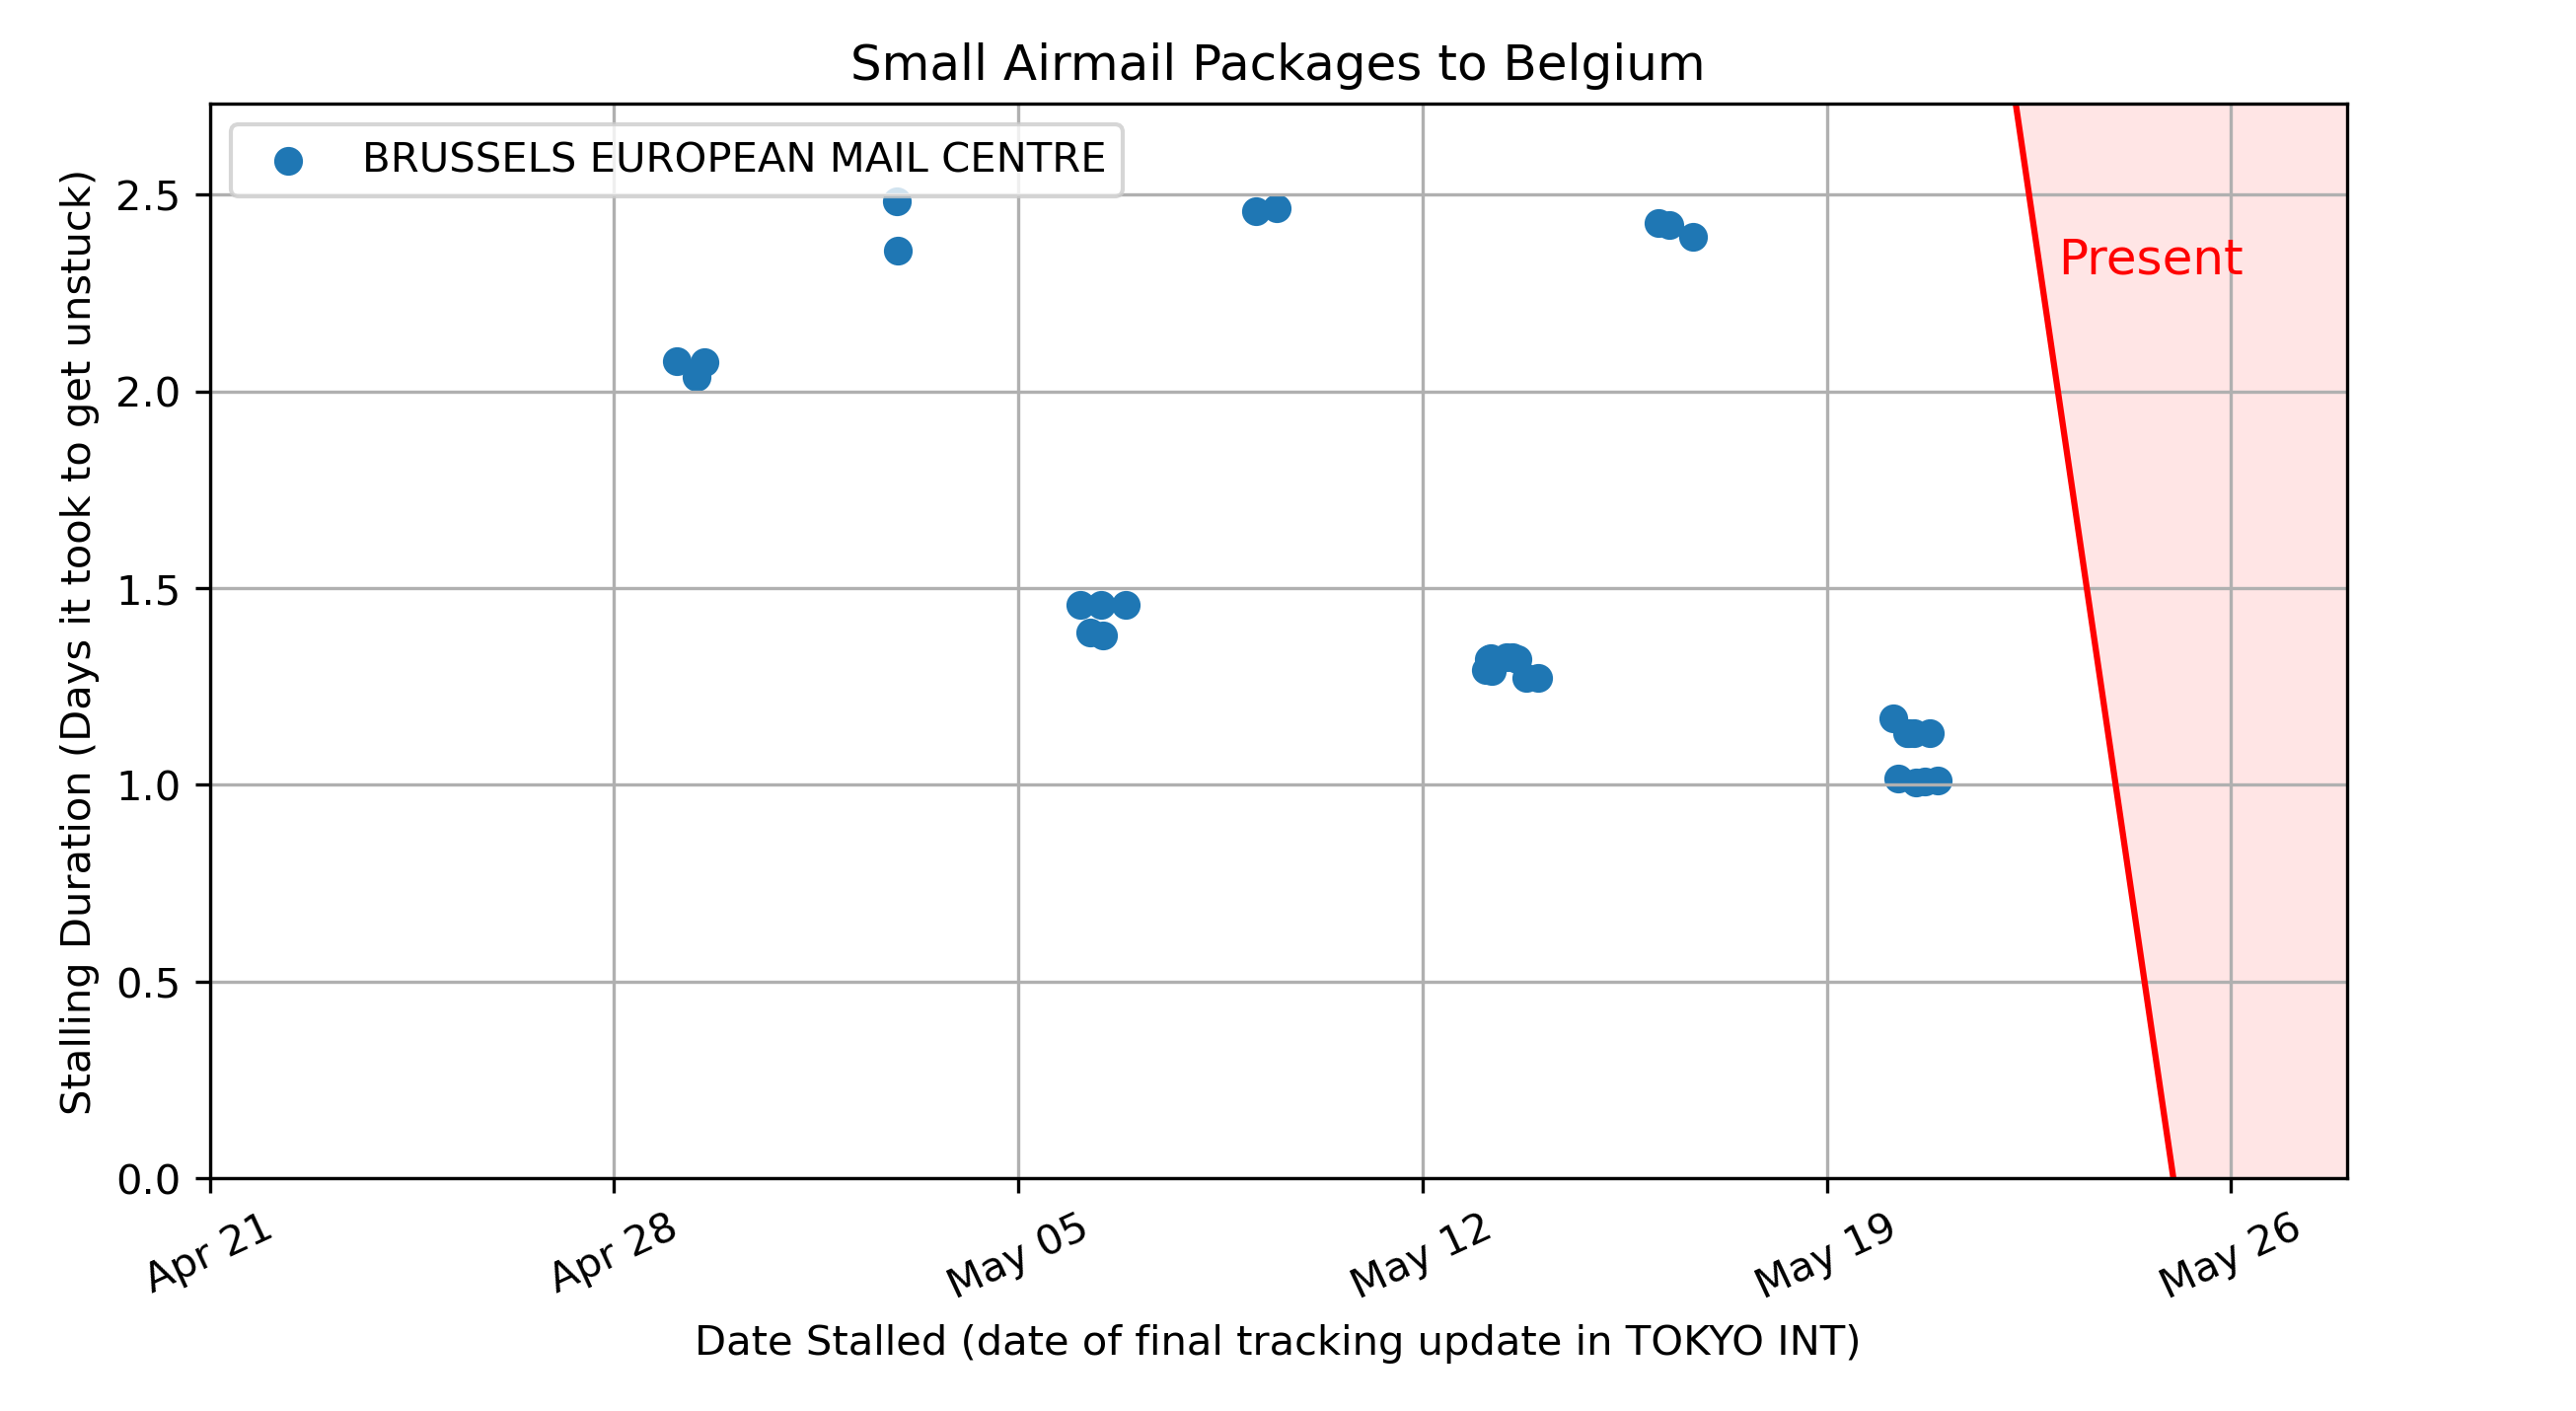 Small Airmail Packages to Belgium
BRUSSELS EUROPEAN MAIL CENTRE
Present
Stalling Duration (Days it took to get unstuck)
2.5
2.0
1.5
1.0
0.5
0.0
Apr 21
Apr 28
May 05
May 12
May 19
May 26
Date Stalled (date of final tracking update in TOKYO INT)